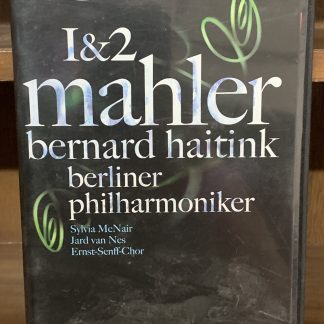 1&2
mahler
bernard haitink
berliner
philharmoniker
Sylvia McNair
Jard van Nes
Ernst-Senff-Chor